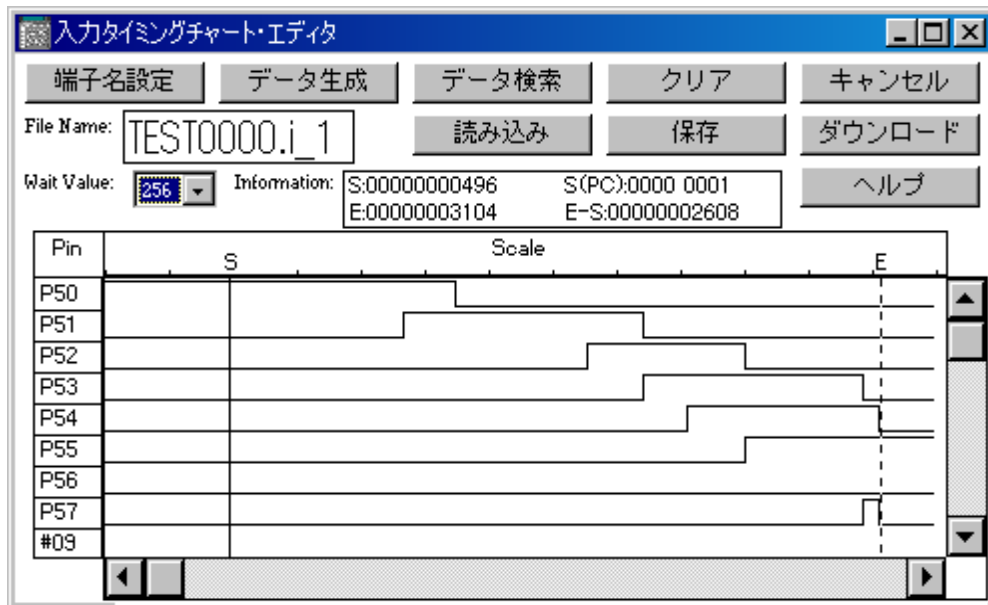 入力タイミングチャート・エディタ
端子名設定 データ生成 データ検索 クリア キャンセル
File Name: TEST0000.i_1 読み込み 保存 ダウンロード
Wait Value: 256 Information: S:00000000496 S(PC):0000 0001 ヘルプ
E:00000003104 E-S:00000002608
Pin Scale
S E
P50
P51
P52
P53
P54
P55
P56
P57
#09